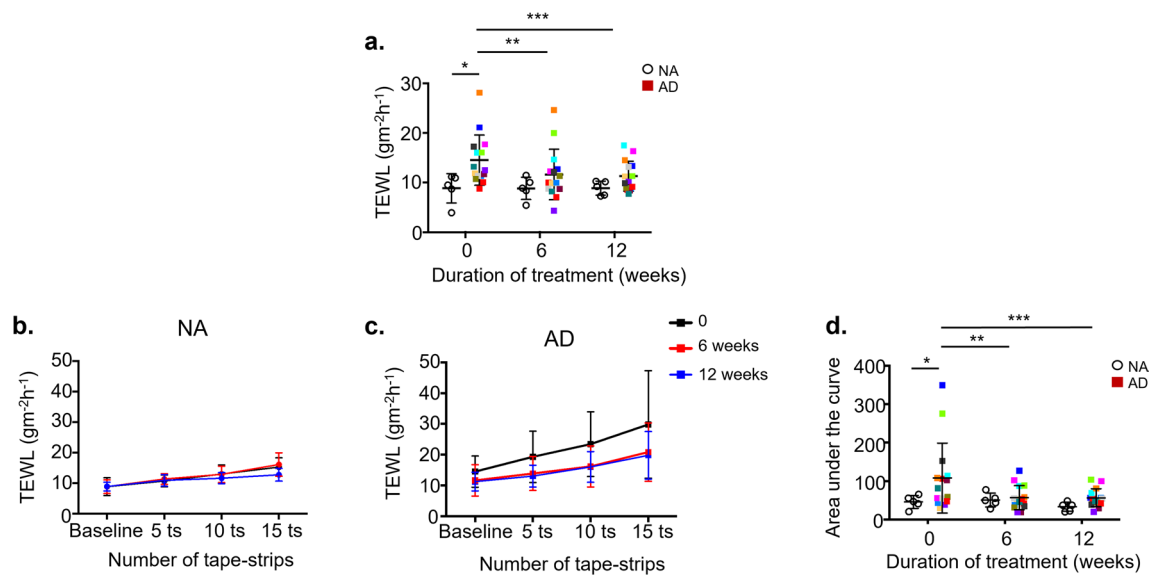 a.
***
**
*
TEWL (gm-2h-1)
30
20
10
0
NA
AD
0 6 12
Duration of treatment (weeks)
b.
NA
TEWL (gm-2h-1)
50
40
30
20
10
0
Baseline 5 ts 10 ts 15 ts
Number of tape-strips
c.
AD
0
6 weeks
12 weeks
TEWL (gm-2h-1)
50
40
30
20
10
0
Baseline 5 ts 10 ts 15 ts
Number of tape-strips
d.
***
**
*
NA
AD
Area under the curve
400
300
200
100
0
0 6 12
Duration of treatment (weeks)